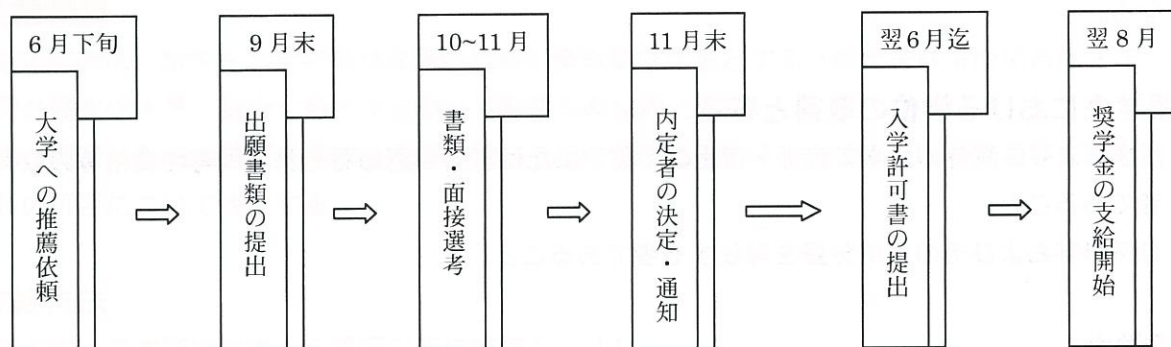 6月下旬
大学への推薦依頼
9月末
出願書類の提出
10~11月
書類・面接選考
11月末
内定者の決定・通知
翌6月迄
入学許可書の提出
翌8月
奨学金の支給開始